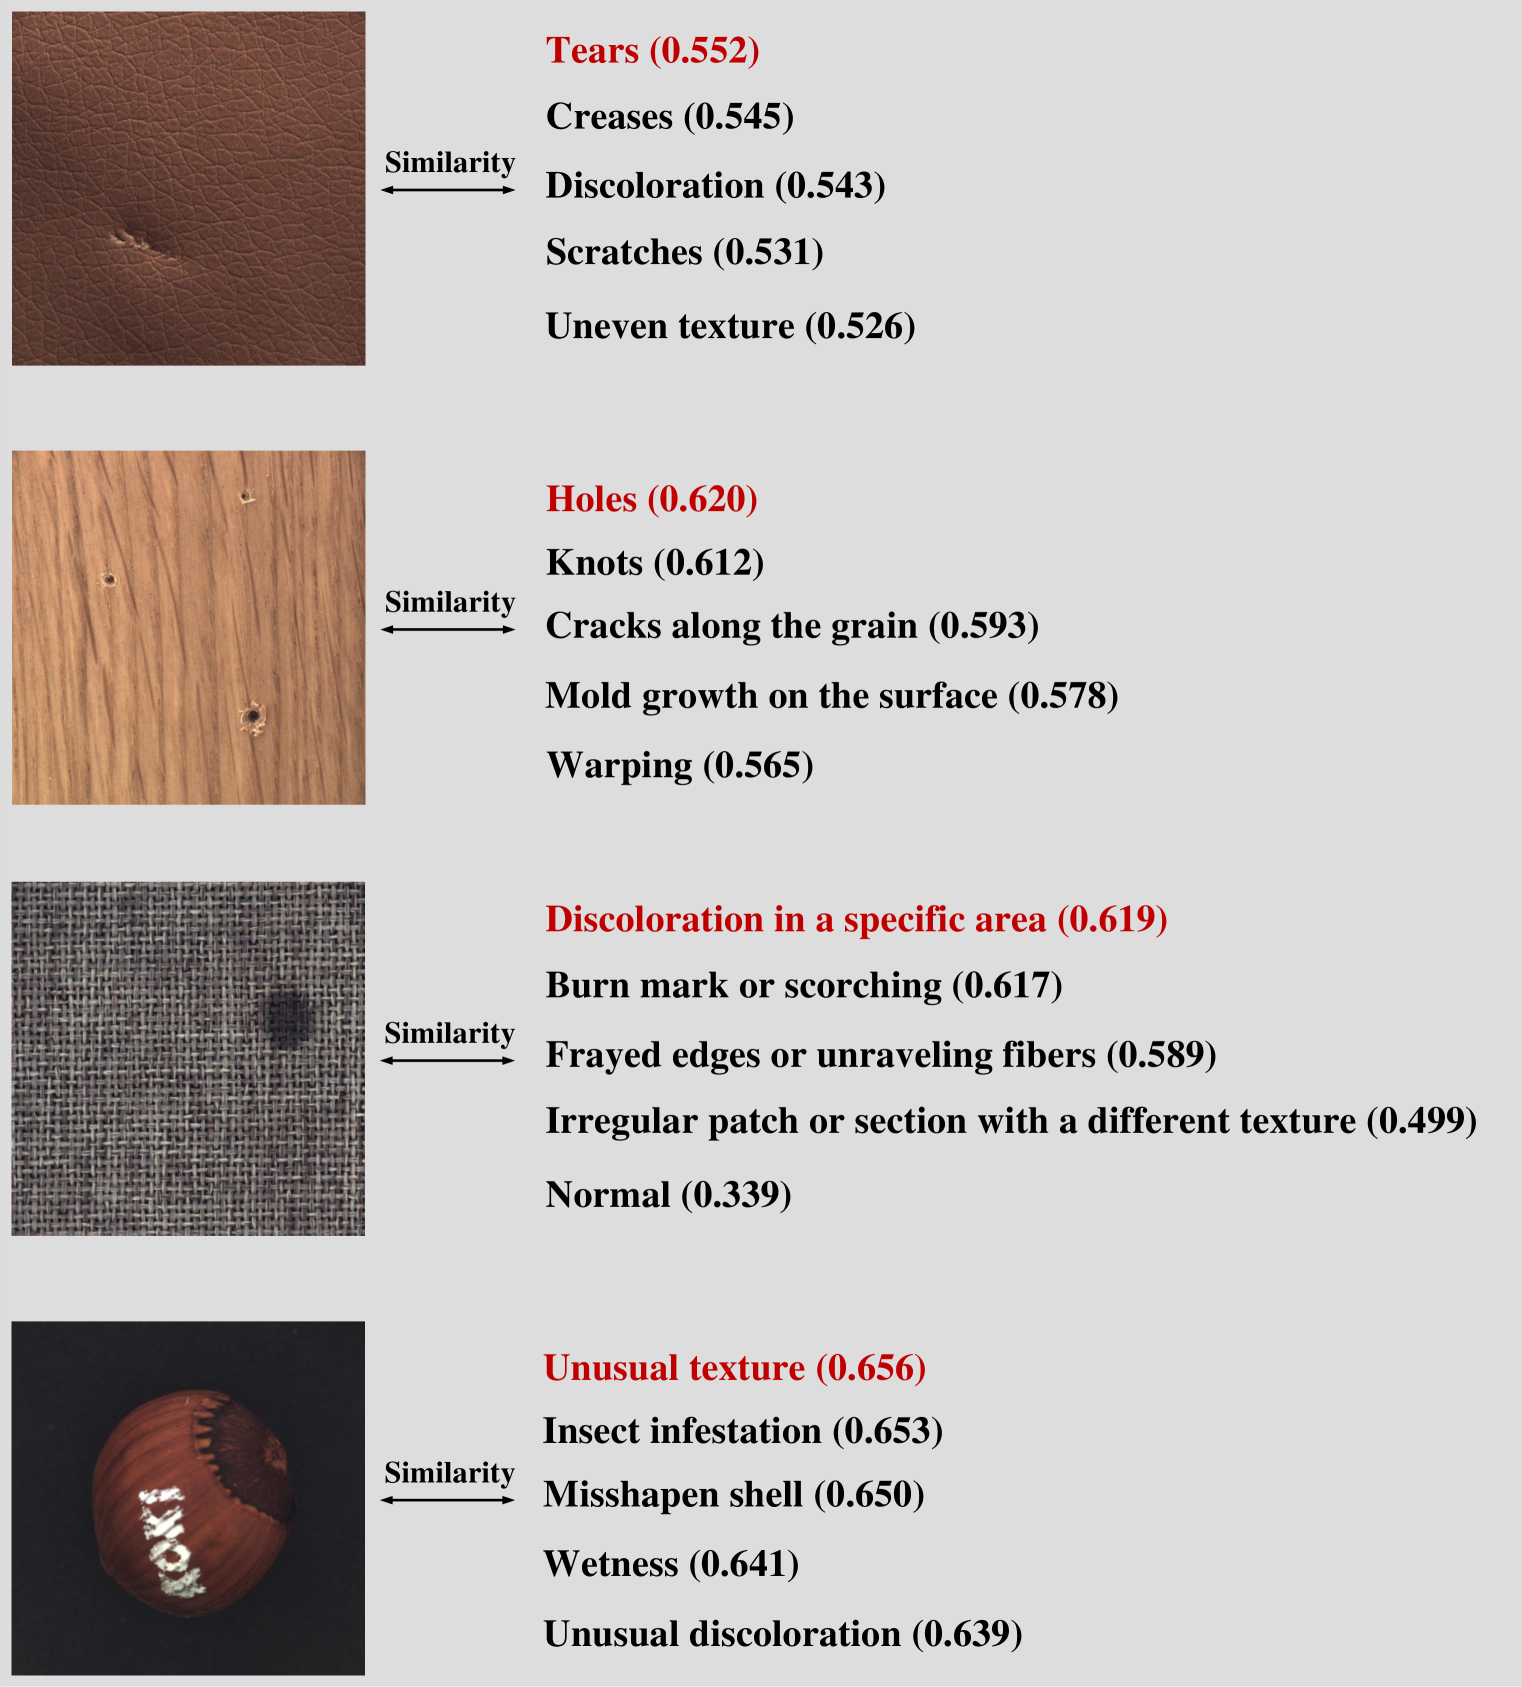 Tears (0.552)
Creases (0.545)
Similarity
Discoloration (0.543)
Scratches (0.531)
Uneven texture (0.526)
Holes (0.620)
Knots (0.612)
Similarity
Cracks along the grain (0.593)
Mold growth on the surface (0.578)
Warping (0.565)
Discoloration in a specific area (0.619)
Burn mark or scorching (0.617)
Similarity
Frayed edges or unraveling fibers (0.589)
Irregular patch or section with a different texture (0.499)
Normal (0.339)
Unusual texture (0.656)
Insect infestation (0.653)
Similarity
Misshapen shell (0.650)
Wetness (0.641)
Unusual discoloration (0.639)